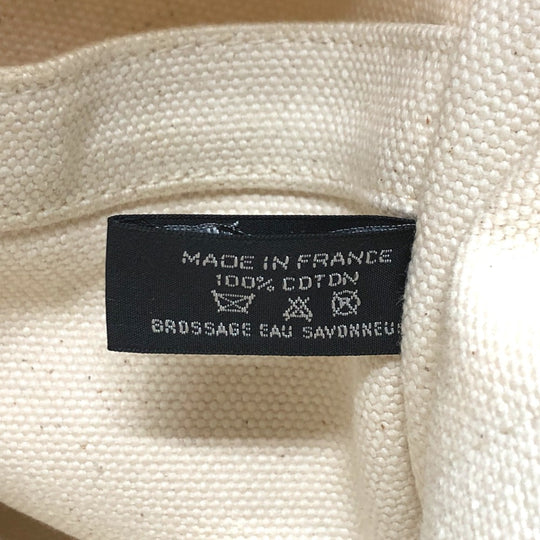 MADE IN FRANCE
100% COTON
BROSSAGE EAU SAVONNEUS